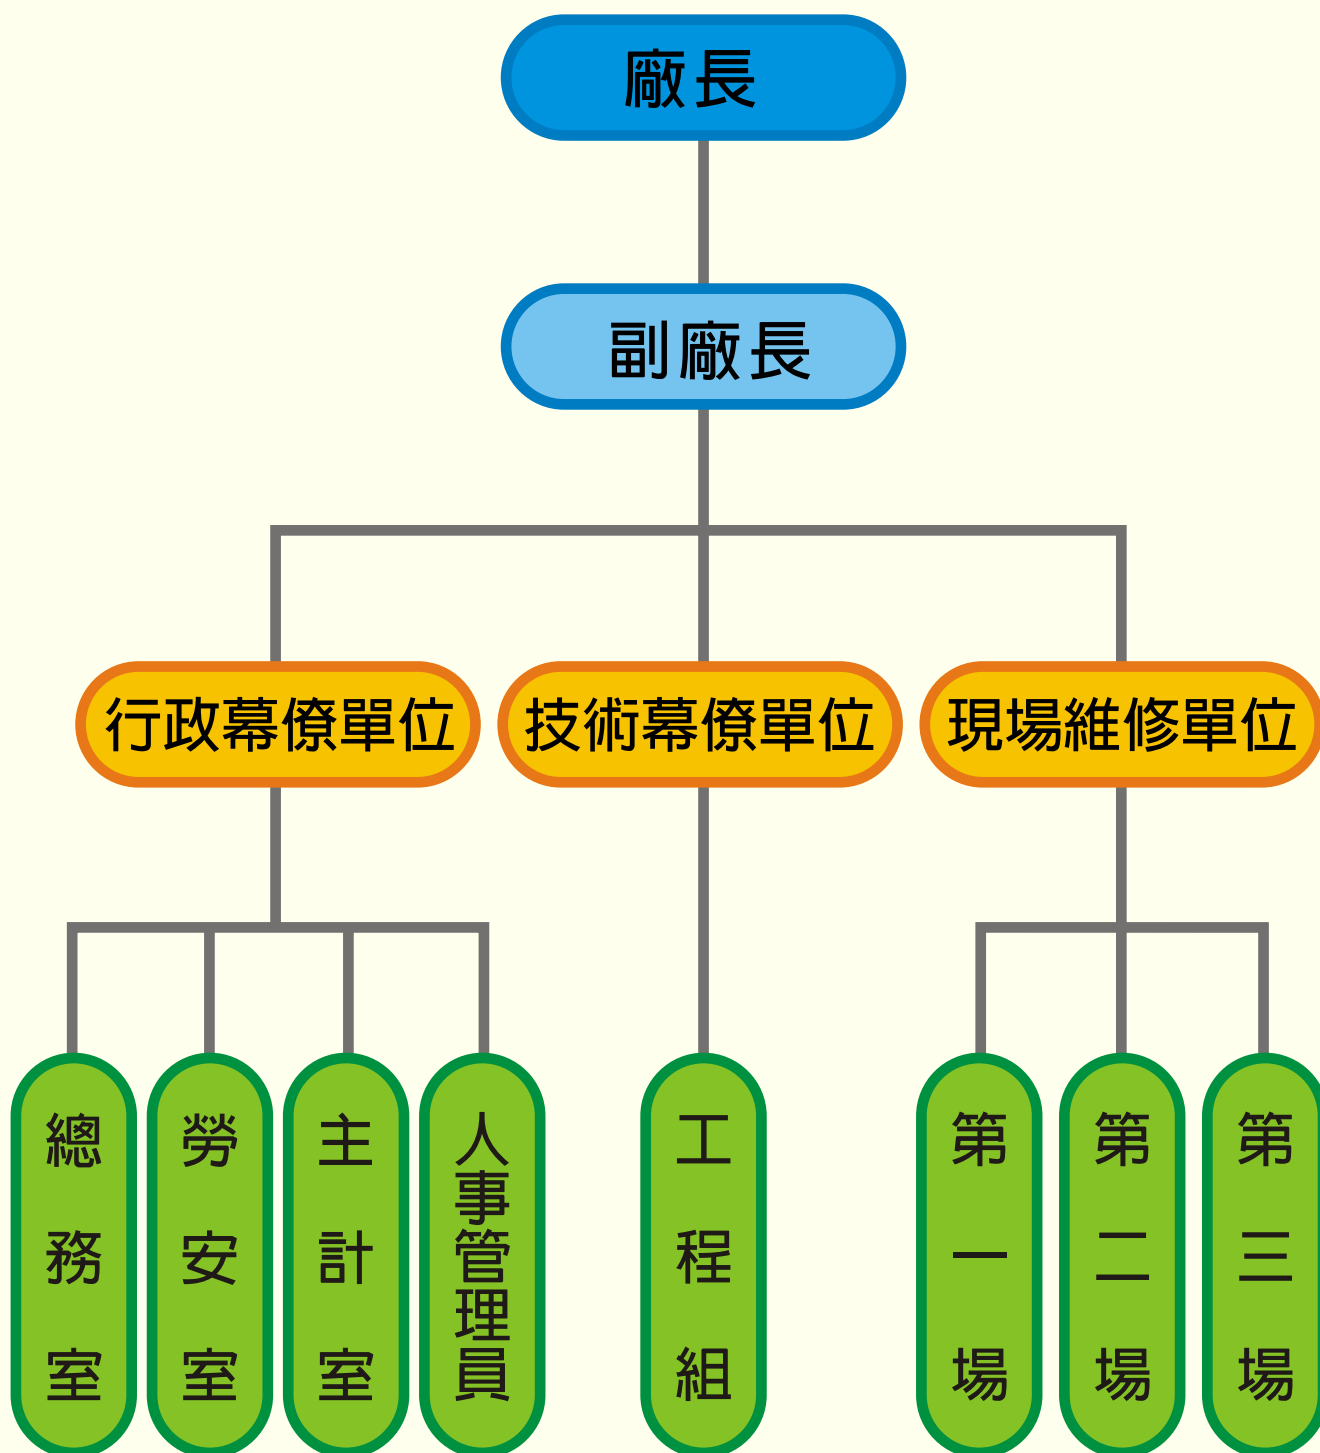 廠長
副廠長
行政幕僚單位
技術幕僚單位
現場維修單位
總務室
勞安室
主計室
人事管理員
工程組
第一場
第二場
第三場